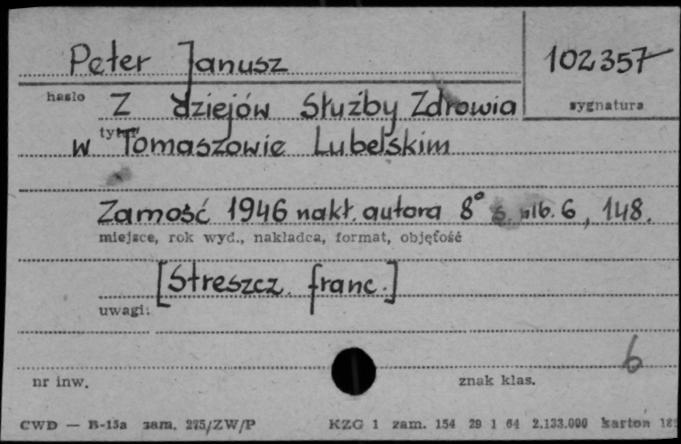 Peter Janusz
102357
hasło
sygnatura
Z dziejów Służby Zdrowia
tytuł
w Tomaszowie Lubelskim
Zamość 1946 nakł. autora 8° s. nlb. 6, 148.
miejsce, rok wyd., nakładca, format, objętość
[Streszcz. franc.]
uwagi:
6
nr inw.
znak klas.
CWD — B-13a zam. 275/ZW/P KZG 1 zam. 154 29 1 64 2.133.000 karton